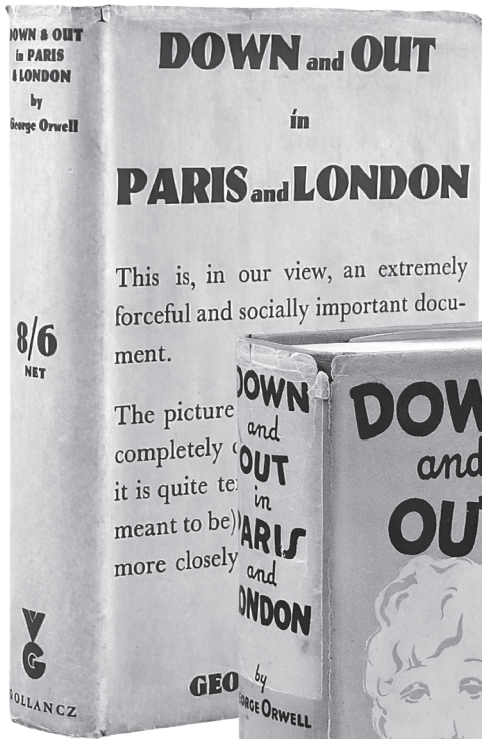 DOWN & OUT
in PARIS
& LONDON
by
George Orwell
8/6
NET
VG
GOLLANCZ
DOWN and OUT
in
PARIS and LONDON
This is, in our view, an extremely
forceful and socially important docu-
ment.
The picture
completely
it is quite
meant to be)
more closely
GEO
DOWN
and
OUT
in
PARIS
and
LONDON
by
GEORGE ORWELL
DOW
and
OU